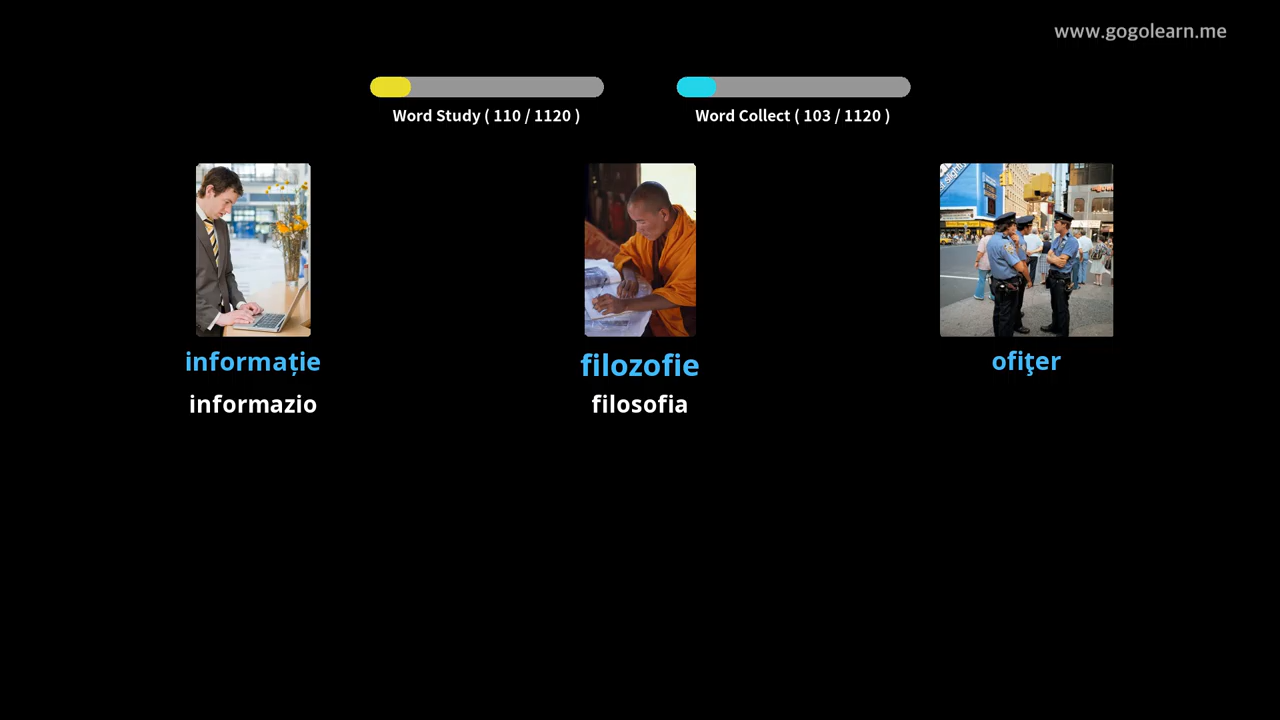 www.gogolearn.me
Word Study ( 110 / 1120 )
Word Collect ( 103 / 1120 )
informație
filozofie
ofiţer
informazio
filosofia